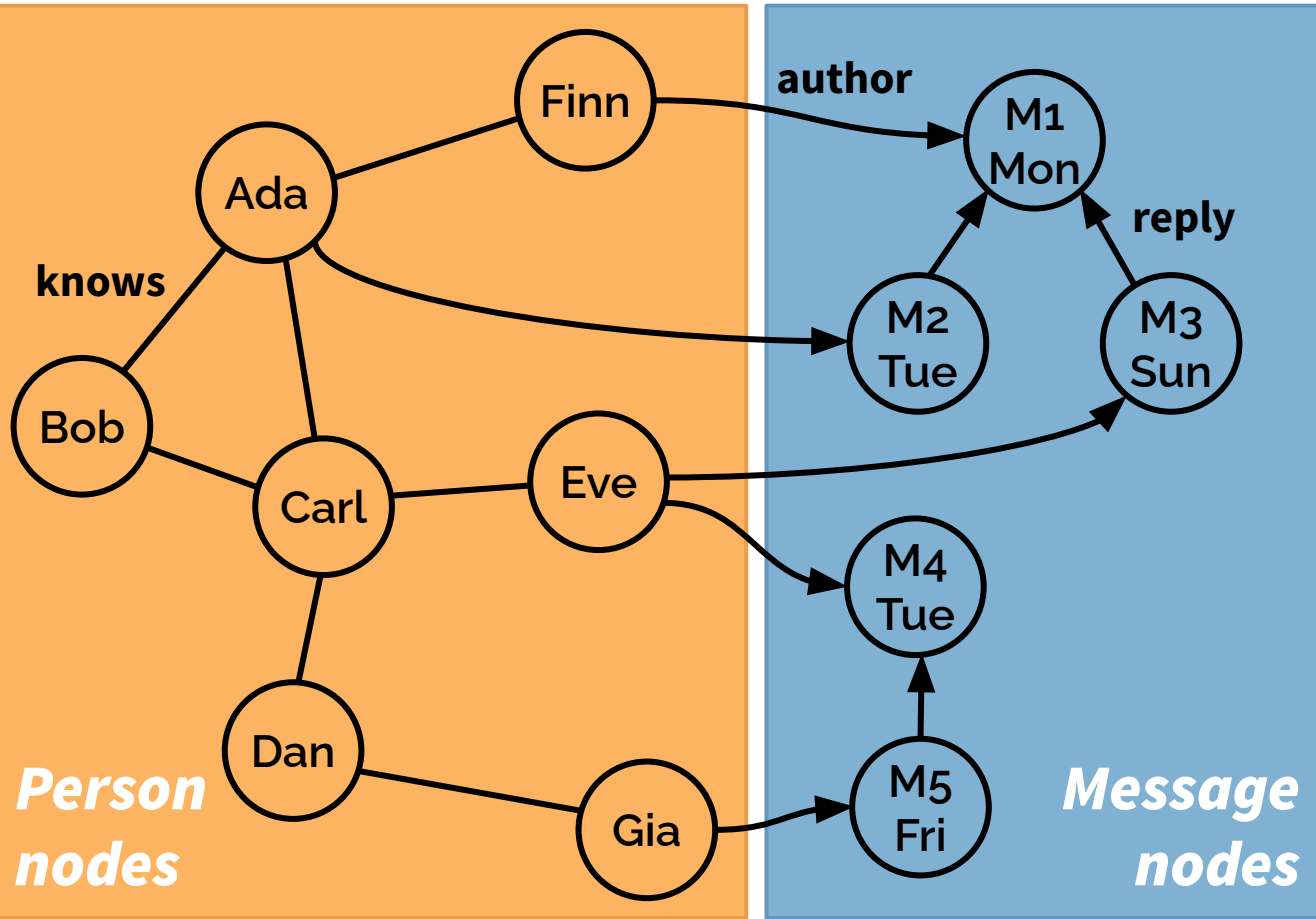 Finn
author
M1
Mon
Ada
reply
knows
M2
Tue
M3
Sun
Bob
Carl
Eve
M4
Tue
Dan
Gia
M5
Fri
Person
nodes
Message
nodes